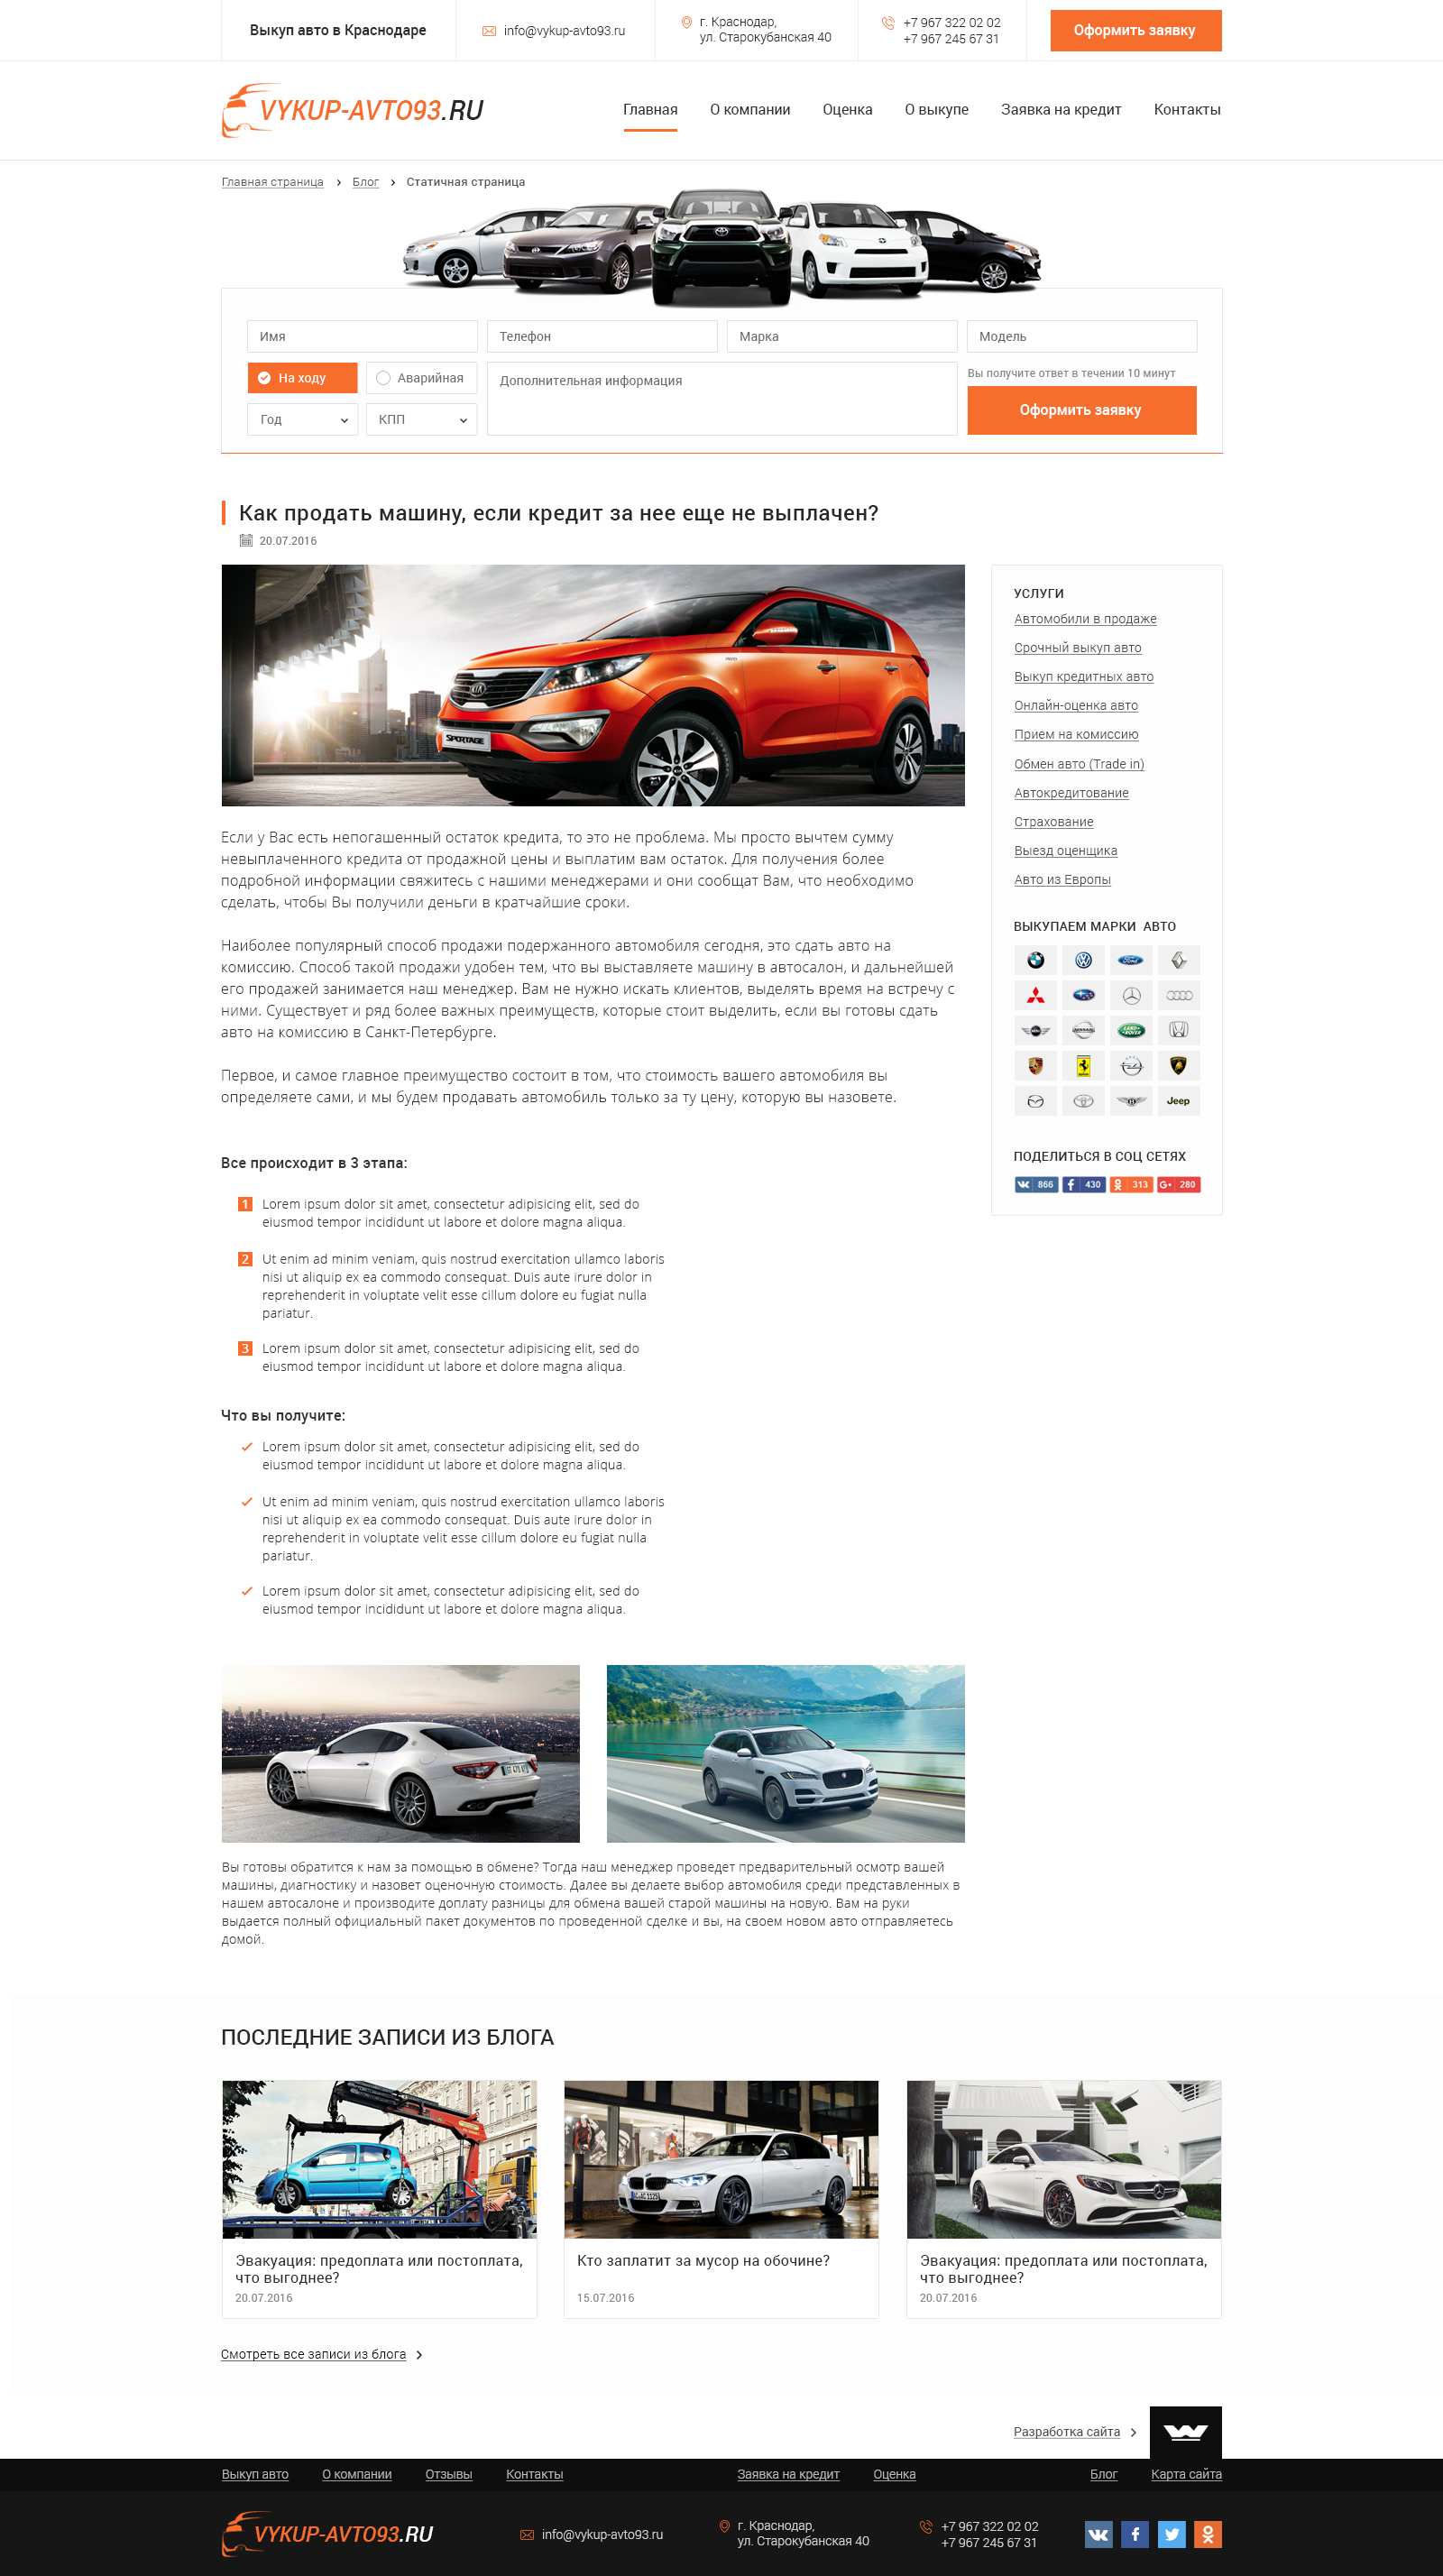 Выкуп авто в Краснодаре
info@vykup-avto93.ru
г. Краснодар,
ул. Старокубанская 40
+7 967 322 02 02
+7 967 245 67 31
Оформить заявку
VYKUP-AVTO93.RU
Главная
О компании
Оценка
О выкупе
Заявка на кредит
Контакты
Главная страница
Блог
Статичная страница
Имя
Телефон
Марка
Модель
На ходу
Аварийная
Дополнительная информация
Вы получите ответ в течении 10 минут
Год
КПП
Оформить заявку
Как продать машину, если кредит за нее еще не выплачен?
20.07.2016
SPORTAGE
Если у Вас есть непогашенный остаток кредита, то это не проблема. Мы просто вычтем сумму
невыплаченного кредита от продажной цены и выплатим вам остаток. Для получения более
подробной информации свяжитесь с нашими менеджерами и они сообщат Вам, что необходимо
сделать, чтобы Вы получили деньги в кратчайшие сроки.
Наиболее популярный способ продажи подержанного автомобиля сегодня, это сдать авто на
комиссию. Способ такой продажи удобен тем, что вы выставляете машину в автосалон, и дальнейшей
его продажей занимается наш менеджер. Вам не нужно искать клиентов, выделять время на встречу с
ними. Существует и ряд более важных преимуществ, которые стоит выделить, если вы готовы сдать
авто на комиссию в Санкт-Петербурге.
Первое, и самое главное преимущество состоит в том, что стоимость вашего автомобиля вы
определяете сами, и мы будем продавать автомобиль только за ту цену, которую вы назовете.
Все происходит в 3 этапа:
1 Lorem ipsum dolor sit amet, consectetur adipisicing elit, sed do
eiusmod tempor incididunt ut labore et dolore magna aliqua.
2 Ut enim ad minim veniam, quis nostrud exercitation ullamco laboris
nisi ut aliquip ex ea commodo consequat. Duis aute irure dolor in
reprehenderit in voluptate velit esse cillum dolore eu fugiat nulla
pariatur.
3 Lorem ipsum dolor sit amet, consectetur adipisicing elit, sed do
eiusmod tempor incididunt ut labore et dolore magna aliqua.
Что вы получите:
Lorem ipsum dolor sit amet, consectetur adipisicing elit, sed do
eiusmod tempor incididunt ut labore et dolore magna aliqua.
Ut enim ad minim veniam, quis nostrud exercitation ullamco laboris
nisi ut aliquip ex ea commodo consequat. Duis aute irure dolor in
reprehenderit in voluptate velit esse cillum dolore eu fugiat nulla
pariatur.
Lorem ipsum dolor sit amet, consectetur adipisicing elit, sed do
eiusmod tempor incididunt ut labore et dolore magna aliqua.
Вы готовы обратится к нам за помощью в обмене? Тогда наш менеджер проведет предварительный осмотр вашей
машины, диагностику и назовет оценочную стоимость. Далее вы делаете выбор автомобиля среди представленных в
нашем автосалоне и производите доплату разницы для обмена вашей старой машины на новую. Вам на руки
выдается полный официальный пакет документов по проведенной сделке и вы, на своем новом авто отправляетесь
домой.
УСЛУГИ
Автомобили в продаже
Срочный выкуп авто
Выкуп кредитных авто
Онлайн-оценка авто
Прием на комиссию
Обмен авто (Trade in)
Автокредитование
Страхование
Выезд оценщика
Авто из Европы
ВЫКУПАЕМ МАРКИ АВТО
Ford
LAND ROVER
Jeep
ПОДЕЛИТЬСЯ В СОЦ СЕТЯХ
866
430
313
G+ 280
ПОСЛЕДНИЕ ЗАПИСИ ИЗ БЛОГА
Эвакуация: предоплата или постоплата,
что выгоднее?
20.07.2016
Кто заплатит за мусор на обочине?
15.07.2016
Эвакуация: предоплата или постоплата,
что выгоднее?
20.07.2016
Смотреть все записи из блога
Разработка сайта
Выкуп авто
О компании
Отзывы
Контакты
Заявка на кредит
Оценка
Блог
Карта сайта
VYKUP-AVTO93.RU
info@vykup-avto93.ru
г. Краснодар,
ул. Старокубанская 40
+7 967 322 02 02
+7 967 245 67 31